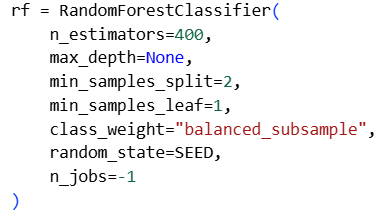 rf = RandomForestClassifier(
    n_estimators=400,
    max_depth=None,
    min_samples_split=2,
    min_samples_leaf=1,
    class_weight="balanced_subsample",
    random_state=SEED,
    n_jobs=-1
)